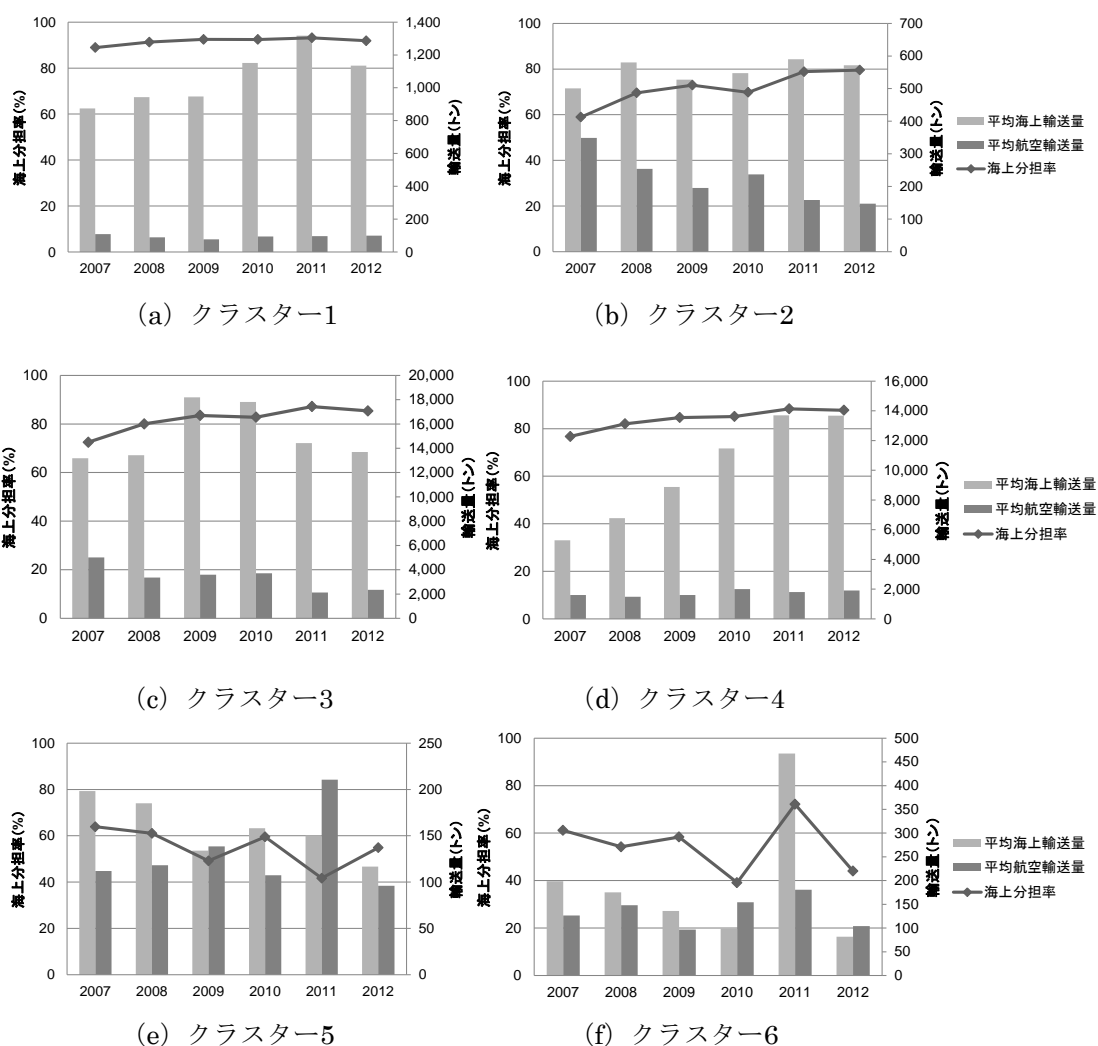 100
80
60
40
20
0
海上分担率(%)
1,400
1,200
1,000
800
600
400
200
0
輸送量(トン)
2007 2008 2009 2010 2011 2012
(a) クラスター1
100
80
60
40
20
0
海上分担率(%)
700
600
500
400
300
200
100
0
輸送量(トン)
2007 2008 2009 2010 2011 2012
平均海上輸送量
平均航空輸送量
海上分担率
(b) クラスター2
100
80
60
40
20
0
海上分担率(%)
20,000
18,000
16,000
14,000
12,000
10,000
8,000
6,000
4,000
2,000
0
輸送量(トン)
2007 2008 2009 2010 2011 2012
(c) クラスター3
100
80
60
40
20
0
海上分担率(%)
16,000
14,000
12,000
10,000
8,000
6,000
4,000
2,000
0
輸送量(トン)
2007 2008 2009 2010 2011 2012
平均海上輸送量
平均航空輸送量
海上分担率
(d) クラスター4
100
80
60
40
20
0
海上分担率(%)
250
200
150
100
50
0
輸送量(トン)
2007 2008 2009 2010 2011 2012
(e) クラスター5
100
80
60
40
20
0
海上分担率(%)
500
450
400
350
300
250
200
150
100
50
0
輸送量(トン)
2007 2008 2009 2010 2011 2012
平均海上輸送量
平均航空輸送量
海上分担率
(f) クラスター6